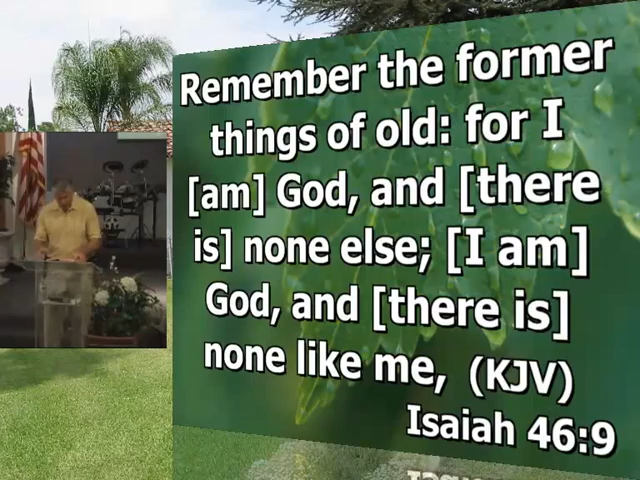 Remember the former
things of old: for I
[am] God, and [there
is] none else; [I am]
God, and [there is]
none like me, (KJV)
Isaiah 46:9